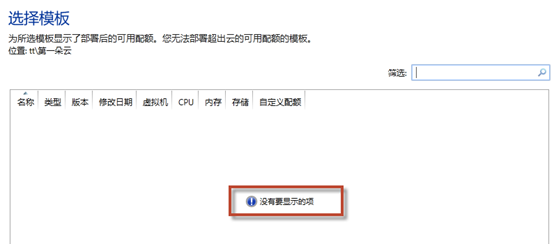 选择模板
为所选模板显示了部署后的可用配额。您无法部署超出云的可用配额的模板。
位置: tt\第一朵云
筛选:
名称 类型 版本 修改日期 虚拟机 CPU 内存 存储 自定义配额
没有要显示的项